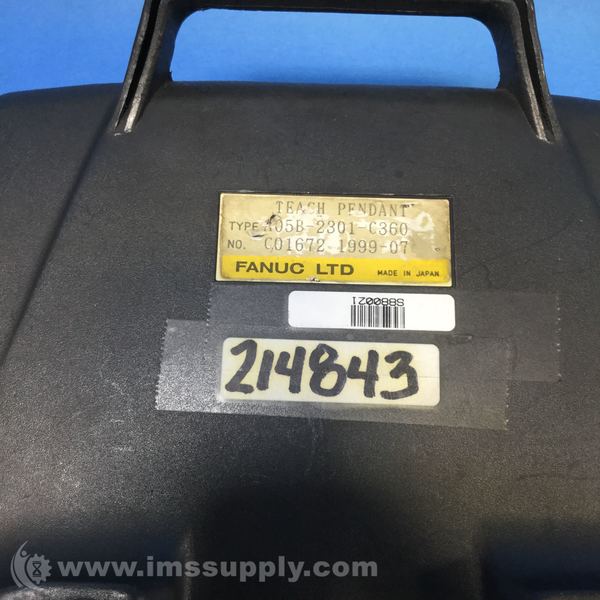 TEACH PENDANT
TYPE A05B-2301-C360
NO. C01672 1999-07
FANUC LTD MADE IN JAPAN
S8800021
214843
www.imssupply.com